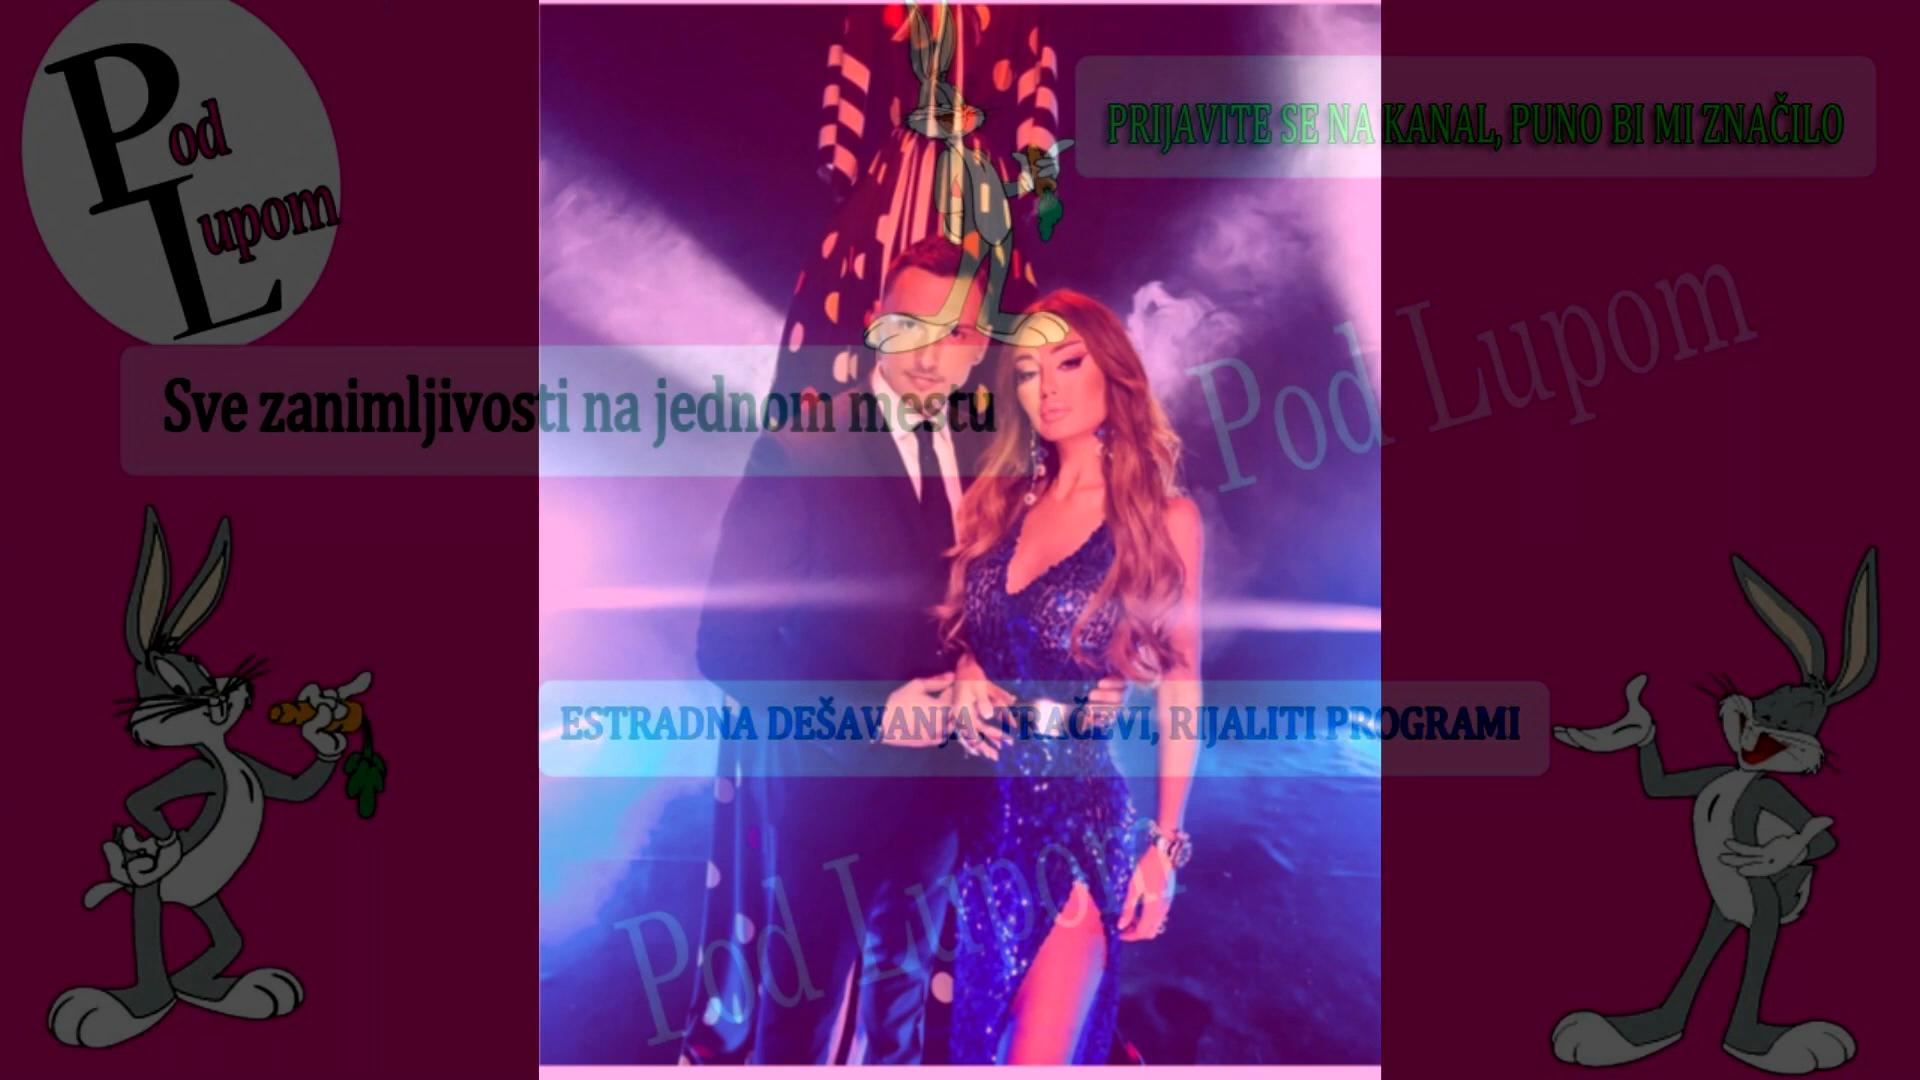 Pod
Lupom
PRIJAVITE SE NA KANAL, PUNO BI MI ZNAČILO
Sve zanimljivosti na jednom mestu
Pod Lupom
ESTRADNA DEŠAVANJA, TRAČEVI, RIJALITI PROGRAMI
Pod Lupom